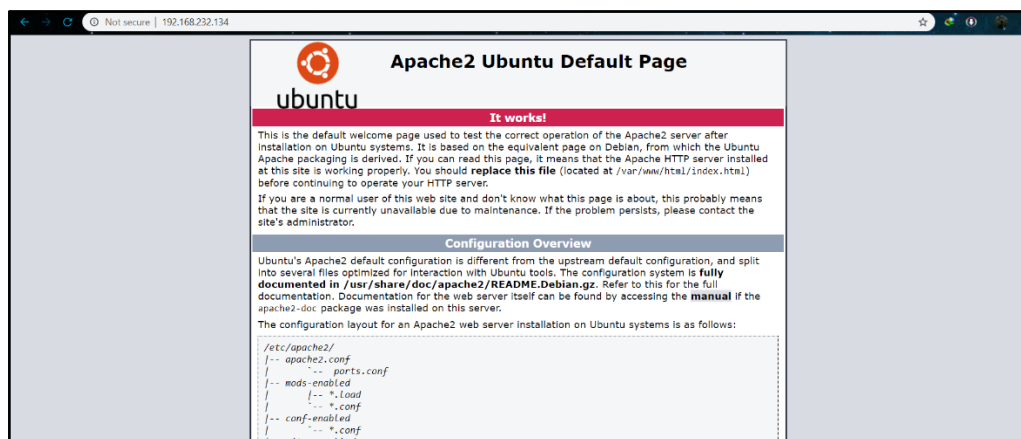 Not secure | 192.168.232.134
Apache2 Ubuntu Default Page
ubuntu
It works!
This is the default welcome page used to test the correct operation of the Apache2 server after
installation on Ubuntu systems. It is based on the equivalent page on Debian, from which the Ubuntu
Apache packaging is derived. If you can read this page, it means that the Apache HTTP server installed
at this site is working properly. You should replace this file (located at /var/www/html/index.html)
before continuing to operate your HTTP server.
If you are a normal user of this web site and don't know what this page is about, this probably means
that the site is currently unavailable due to maintenance. If the problem persists, please contact the
site's administrator.
Configuration Overview
Ubuntu's Apache2 default configuration is different from the upstream default configuration, and split
into several files optimized for interaction with Ubuntu tools. The configuration system is fully
documented in /usr/share/doc/apache2/README.Debian.gz. Refer to this for the full
documentation. Documentation for the web server itself can be found by accessing the manual if the
apache2-doc package was installed on this server.
The configuration layout for an Apache2 web server installation on Ubuntu systems is as follows:
/etc/apache2/
|-- apache2.conf
|       `--  ports.conf
|-- mods-enabled
|       |-- *.load
|       `-- *.conf
|-- conf-enabled
|       `-- *.conf